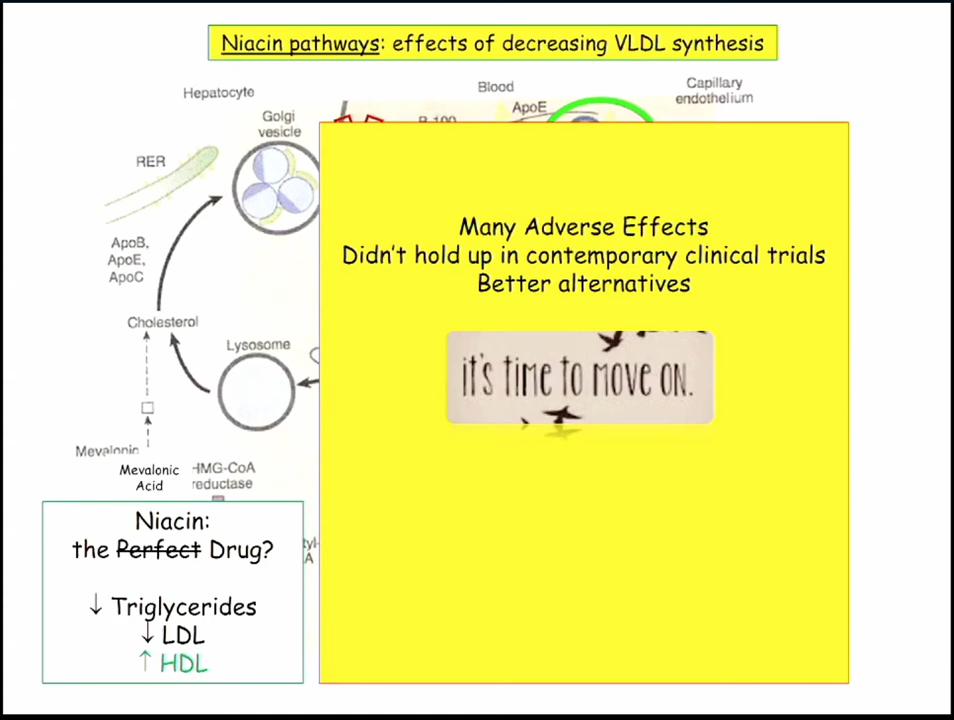 Niacin pathways: effects of decreasing VLDL synthesis
Hepatocyte
Blood
Capillary
endothelium
Golgi
vesicle
ApoE
B-100
RER
ApoB,
ApoE,
ApoC
Cholesterol
Lysosome
Mevalonic
Mevalonic
Acid
HMG-CoA
reductase
Many Adverse Effects
Didn't hold up in contemporary clinical trials
Better alternatives
it's time to move on.
Niacin:
the Perfect Drug?
↓ Triglycerides
↓ LDL
↑ HDL